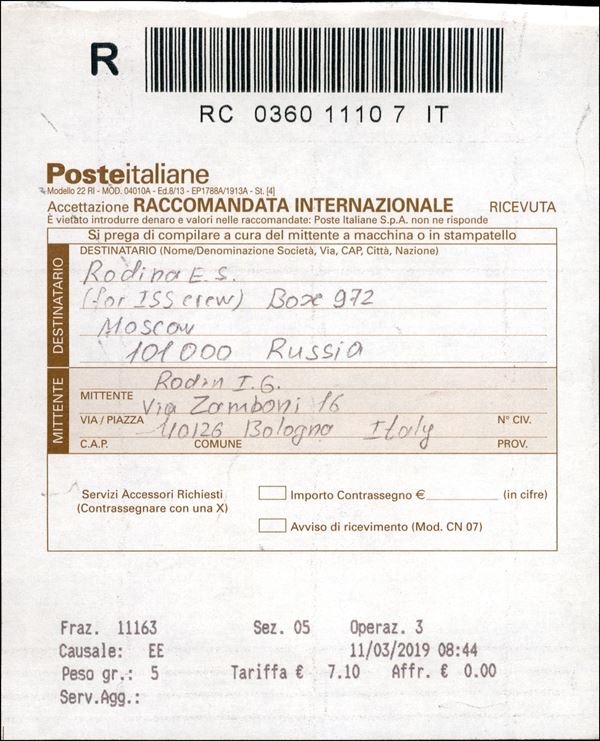 R
RC 0360 1110 7 IT
Posteitaliane
Modello 22 RI - MOD. 04010A - Ed.8/13 - EP1788A/1913A - St. [4]
Accettazione RACCOMANDATA INTERNAZIONALE RICEVUTA
È vietato introdurre denaro e valori nelle raccomandate: Poste Italiane S.p.A. non ne risponde
Si prega di compilare a cura del mittente a macchina o in stampatello
DESTINATARIO
DESTINATARIO (Nome/Denominazione Società, Via, CAP, Città, Nazione)
Rodina E. S.
(for ISS crew) Box 972
Moscow
101000 Russia
MITTENTE
Rodin I. G.
MITTENTE
Via Zamboni 16
VIA / PIAZZA N° CIV.
40126 Bologna Italy
C.A.P. COMUNE PROV.
Servizi Accessori Richiesti
(Contrassegnare con una X)
Importo Contrassegno € (in cifre)
Avviso di ricevimento (Mod. CN 07)
Fraz. 11163 Sez. 05 Operaz. 3
Causale: EE 11/03/2019 08:44
Peso gr.: 5 Tariffa € 7.10 Affr. € 0.00
Serv.Agg.: